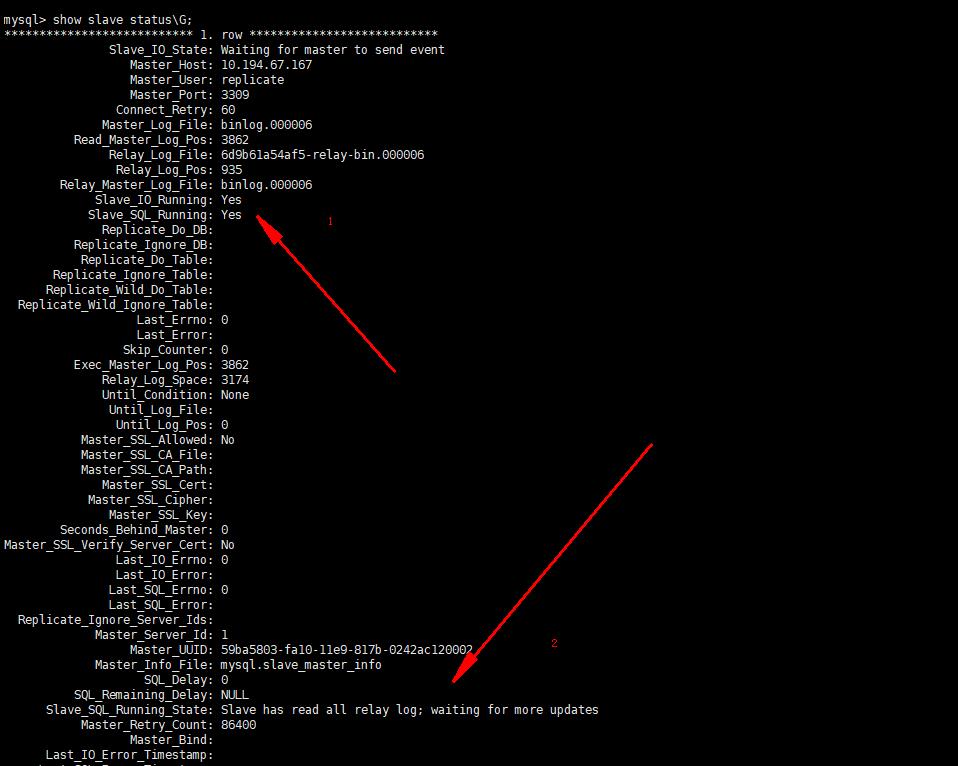 mysql> show slave status\G;
*************************** 1. row ***************************
Slave_IO_State: Waiting for master to send event
Master_Host: 10.194.67.167
Master_User: replicate
Master_Port: 3309
Connect_Retry: 60
Master_Log_File: binlog.000006
Read_Master_Log_Pos: 3862
Relay_Log_File: 6d9b61a54af5-relay-bin.000006
Relay_Log_Pos: 935
Relay_Master_Log_File: binlog.000006
Slave_IO_Running: Yes
Slave_SQL_Running: Yes
1
Replicate_Do_DB:
Replicate_Ignore_DB:
Replicate_Do_Table:
Replicate_Ignore_Table:
Replicate_Wild_Do_Table:
Replicate_Wild_Ignore_Table:
Last_Errno: 0
Last_Error:
Skip_Counter: 0
Exec_Master_Log_Pos: 3862
Relay_Log_Space: 3174
Until_Condition: None
Until_Log_File:
Until_Log_Pos: 0
Master_SSL_Allowed: No
Master_SSL_CA_File:
Master_SSL_CA_Path:
Master_SSL_Cert:
Master_SSL_Cipher:
Master_SSL_Key:
Seconds_Behind_Master: 0
Master_SSL_Verify_Server_Cert: No
Last_IO_Errno: 0
Last_IO_Error:
Last_SQL_Errno: 0
Last_SQL_Error:
Replicate_Ignore_Server_Ids:
Master_Server_Id: 1
Master_UUID: 59ba5803-fa10-11e9-817b-0242ac120002
2
Master_Info_File: mysql.slave_master_info
SQL_Delay: 0
SQL_Remaining_Delay: NULL
Slave_SQL_Running_State: Slave has read all relay log; waiting for more updates
Master_Retry_Count: 86400
Master_Bind:
Last_IO_Error_Timestamp: